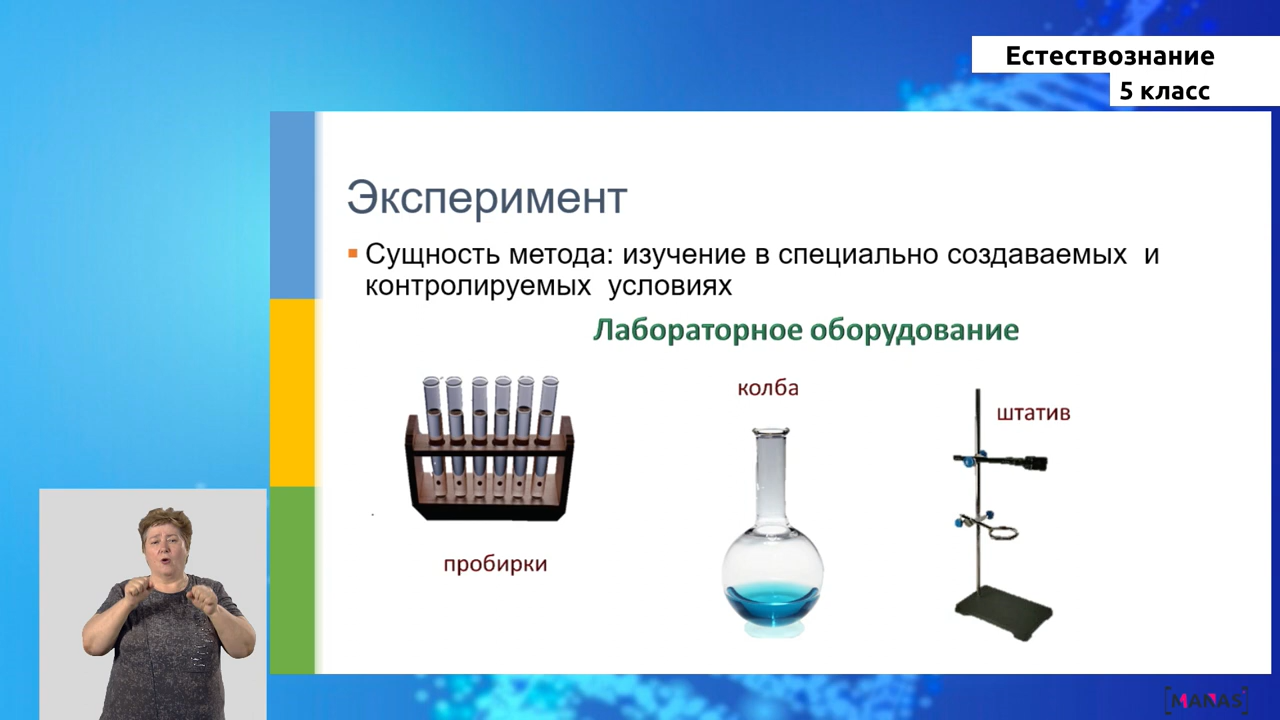 Естествознание
5 класс
Эксперимент
Сущность метода: изучение в специально создаваемых и
контролируемых условиях
Лабораторное оборудование
колба
штатив
пробирки
[MANAS]